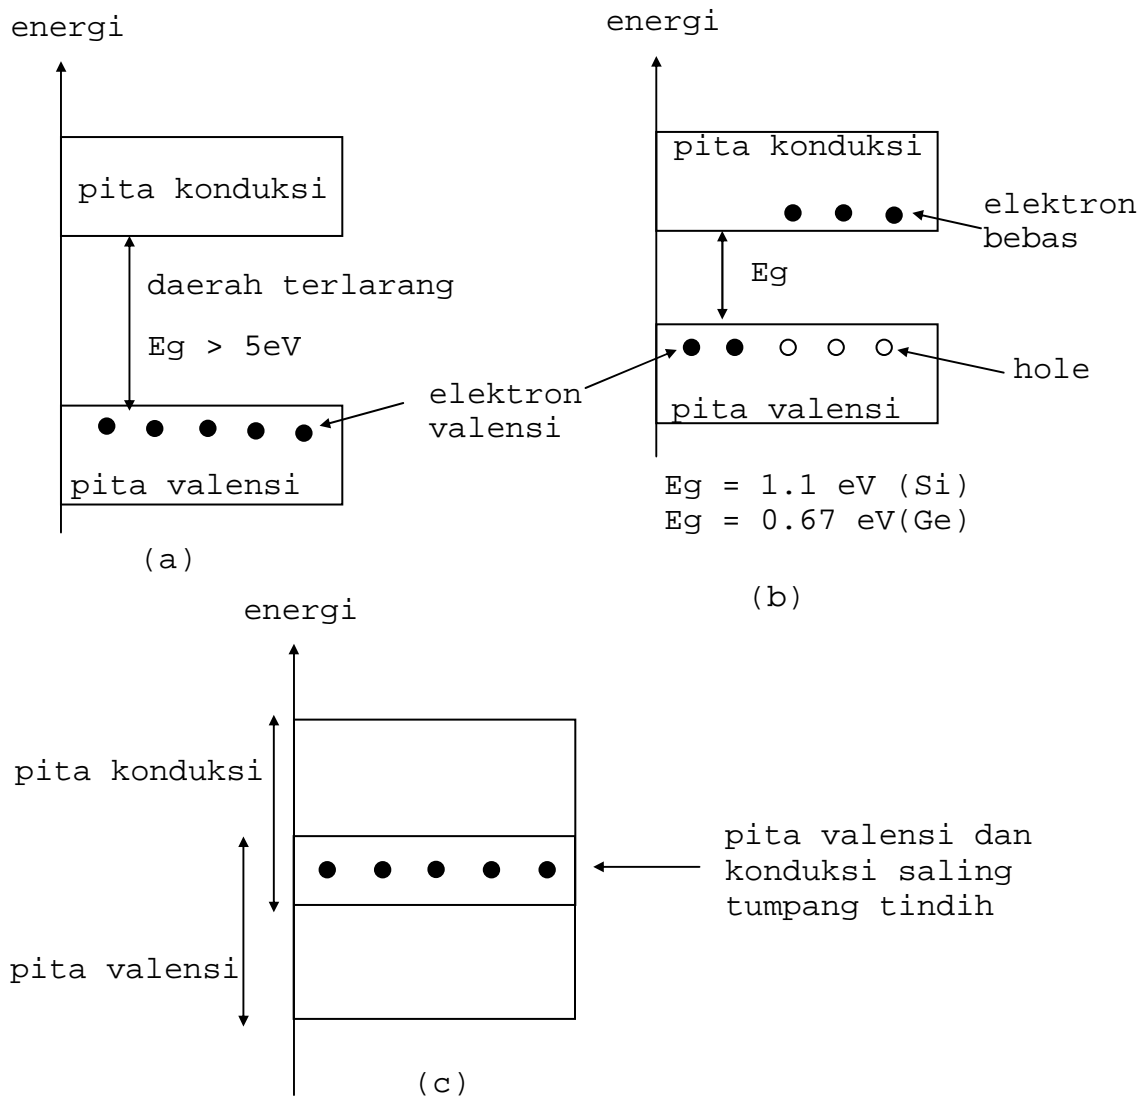 energi
pita konduksi
daerah terlarang
Eg > 5eV
elektron
valensi
pita valensi
(a)
energi
pita konduksi
elektron
bebas
Eg
hole
pita valensi
Eg = 1.1 eV (Si)
Eg = 0.67 eV(Ge)
(b)
energi
pita konduksi
pita valensi dan
konduksi saling
tumpang tindih
pita valensi
(c)